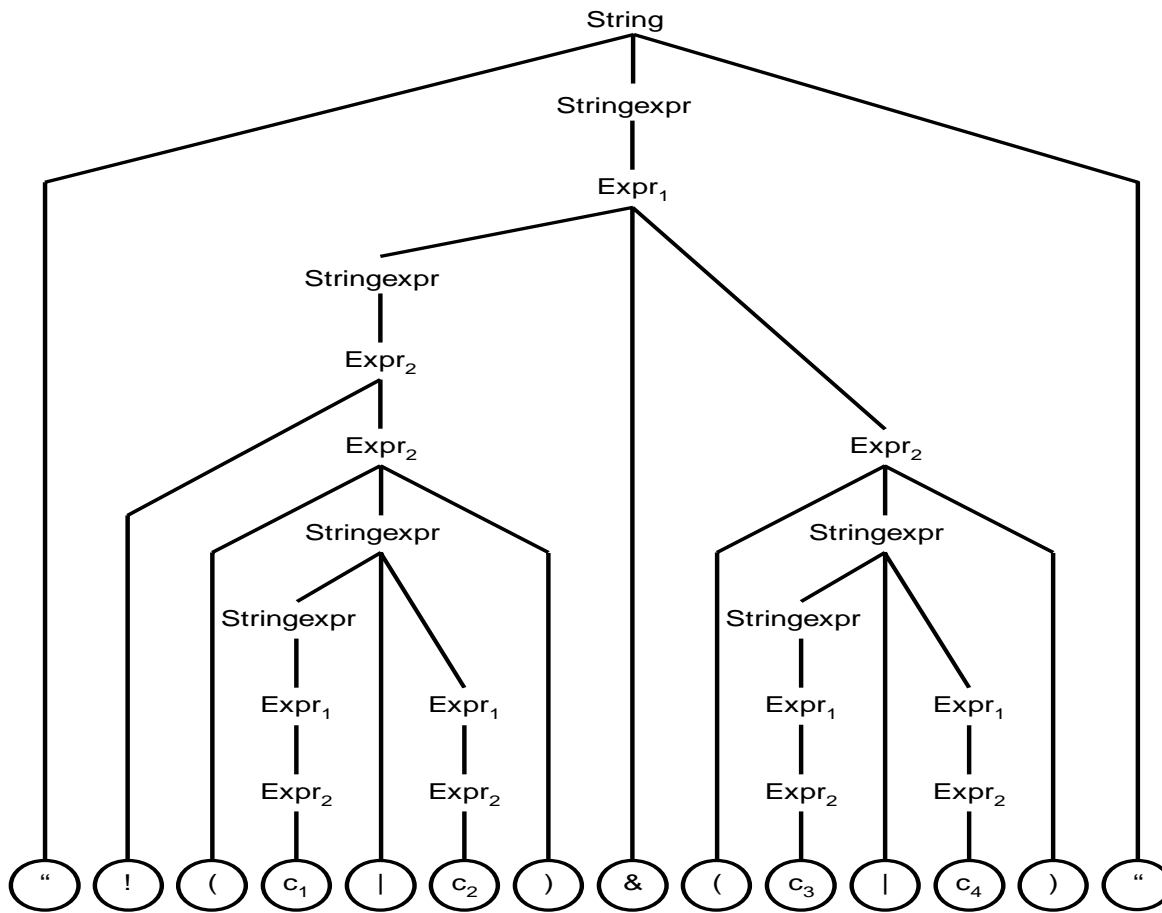 String
Stringexpr
Expr₁
Stringexpr
Expr₂
Expr₂ Expr₂
Stringexpr Stringexpr
Stringexpr Stringexpr
Expr₁ Expr₁ Expr₁ Expr₁
Expr₂ Expr₂ Expr₂ Expr₂
“ ! ( c₁ | c₂ ) & ( c₃ | c₄ ) “